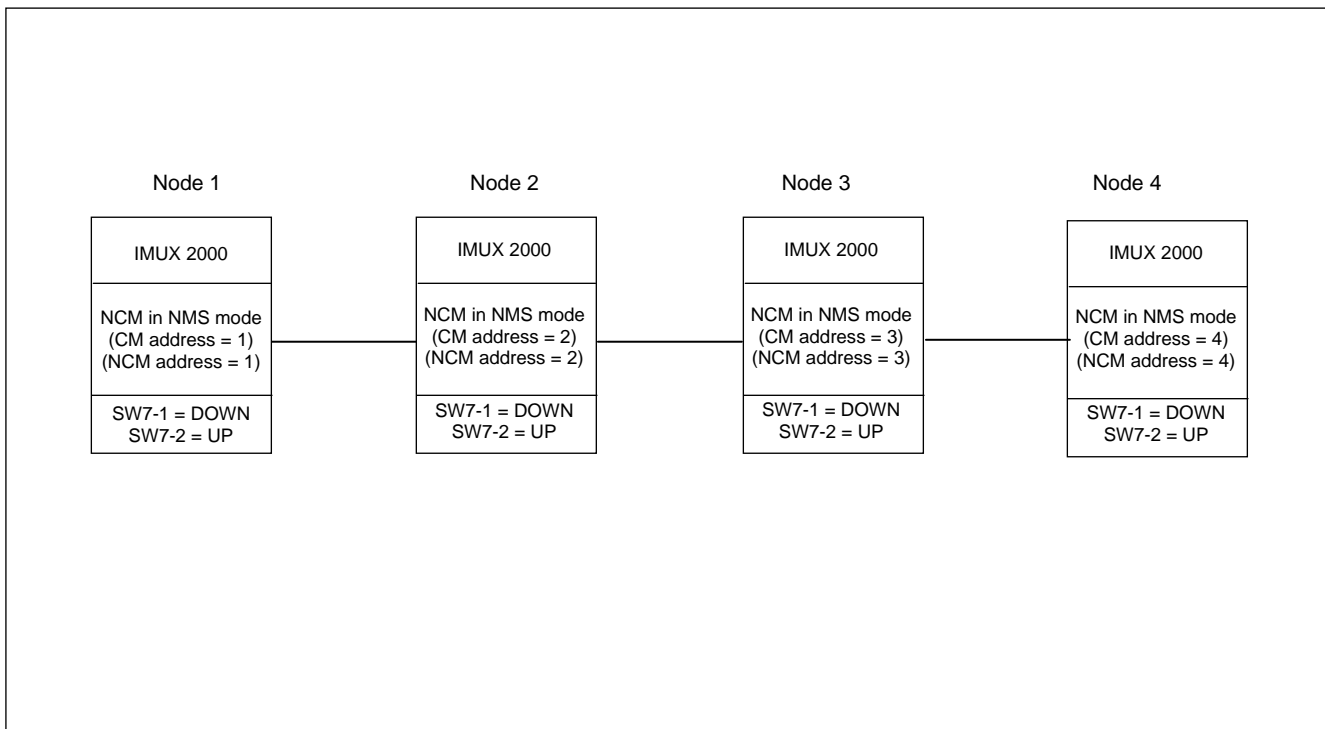 Node 1
IMUX 2000
NCM in NMS mode
(CM address = 1)
(NCM address = 1)
SW7-1 = DOWN
SW7-2 = UP
Node 2
IMUX 2000
NCM in NMS mode
(CM address = 2)
(NCM address = 2)
SW7-1 = DOWN
SW7-2 = UP
Node 3
IMUX 2000
NCM in NMS mode
(CM address = 3)
(NCM address = 3)
SW7-1 = DOWN
SW7-2 = UP
Node 4
IMUX 2000
NCM in NMS mode
(CM address = 4)
(NCM address = 4)
SW7-1 = DOWN
SW7-2 = UP